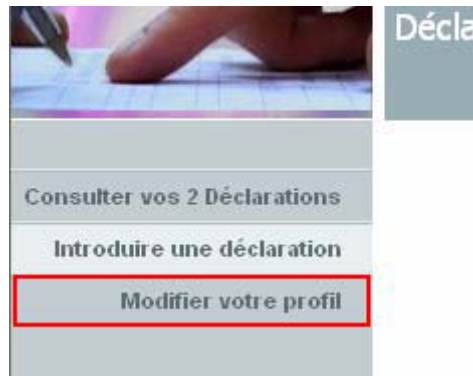 Décla
Consulter vos 2 Déclarations
Introduire une déclaration
Modifier votre profil